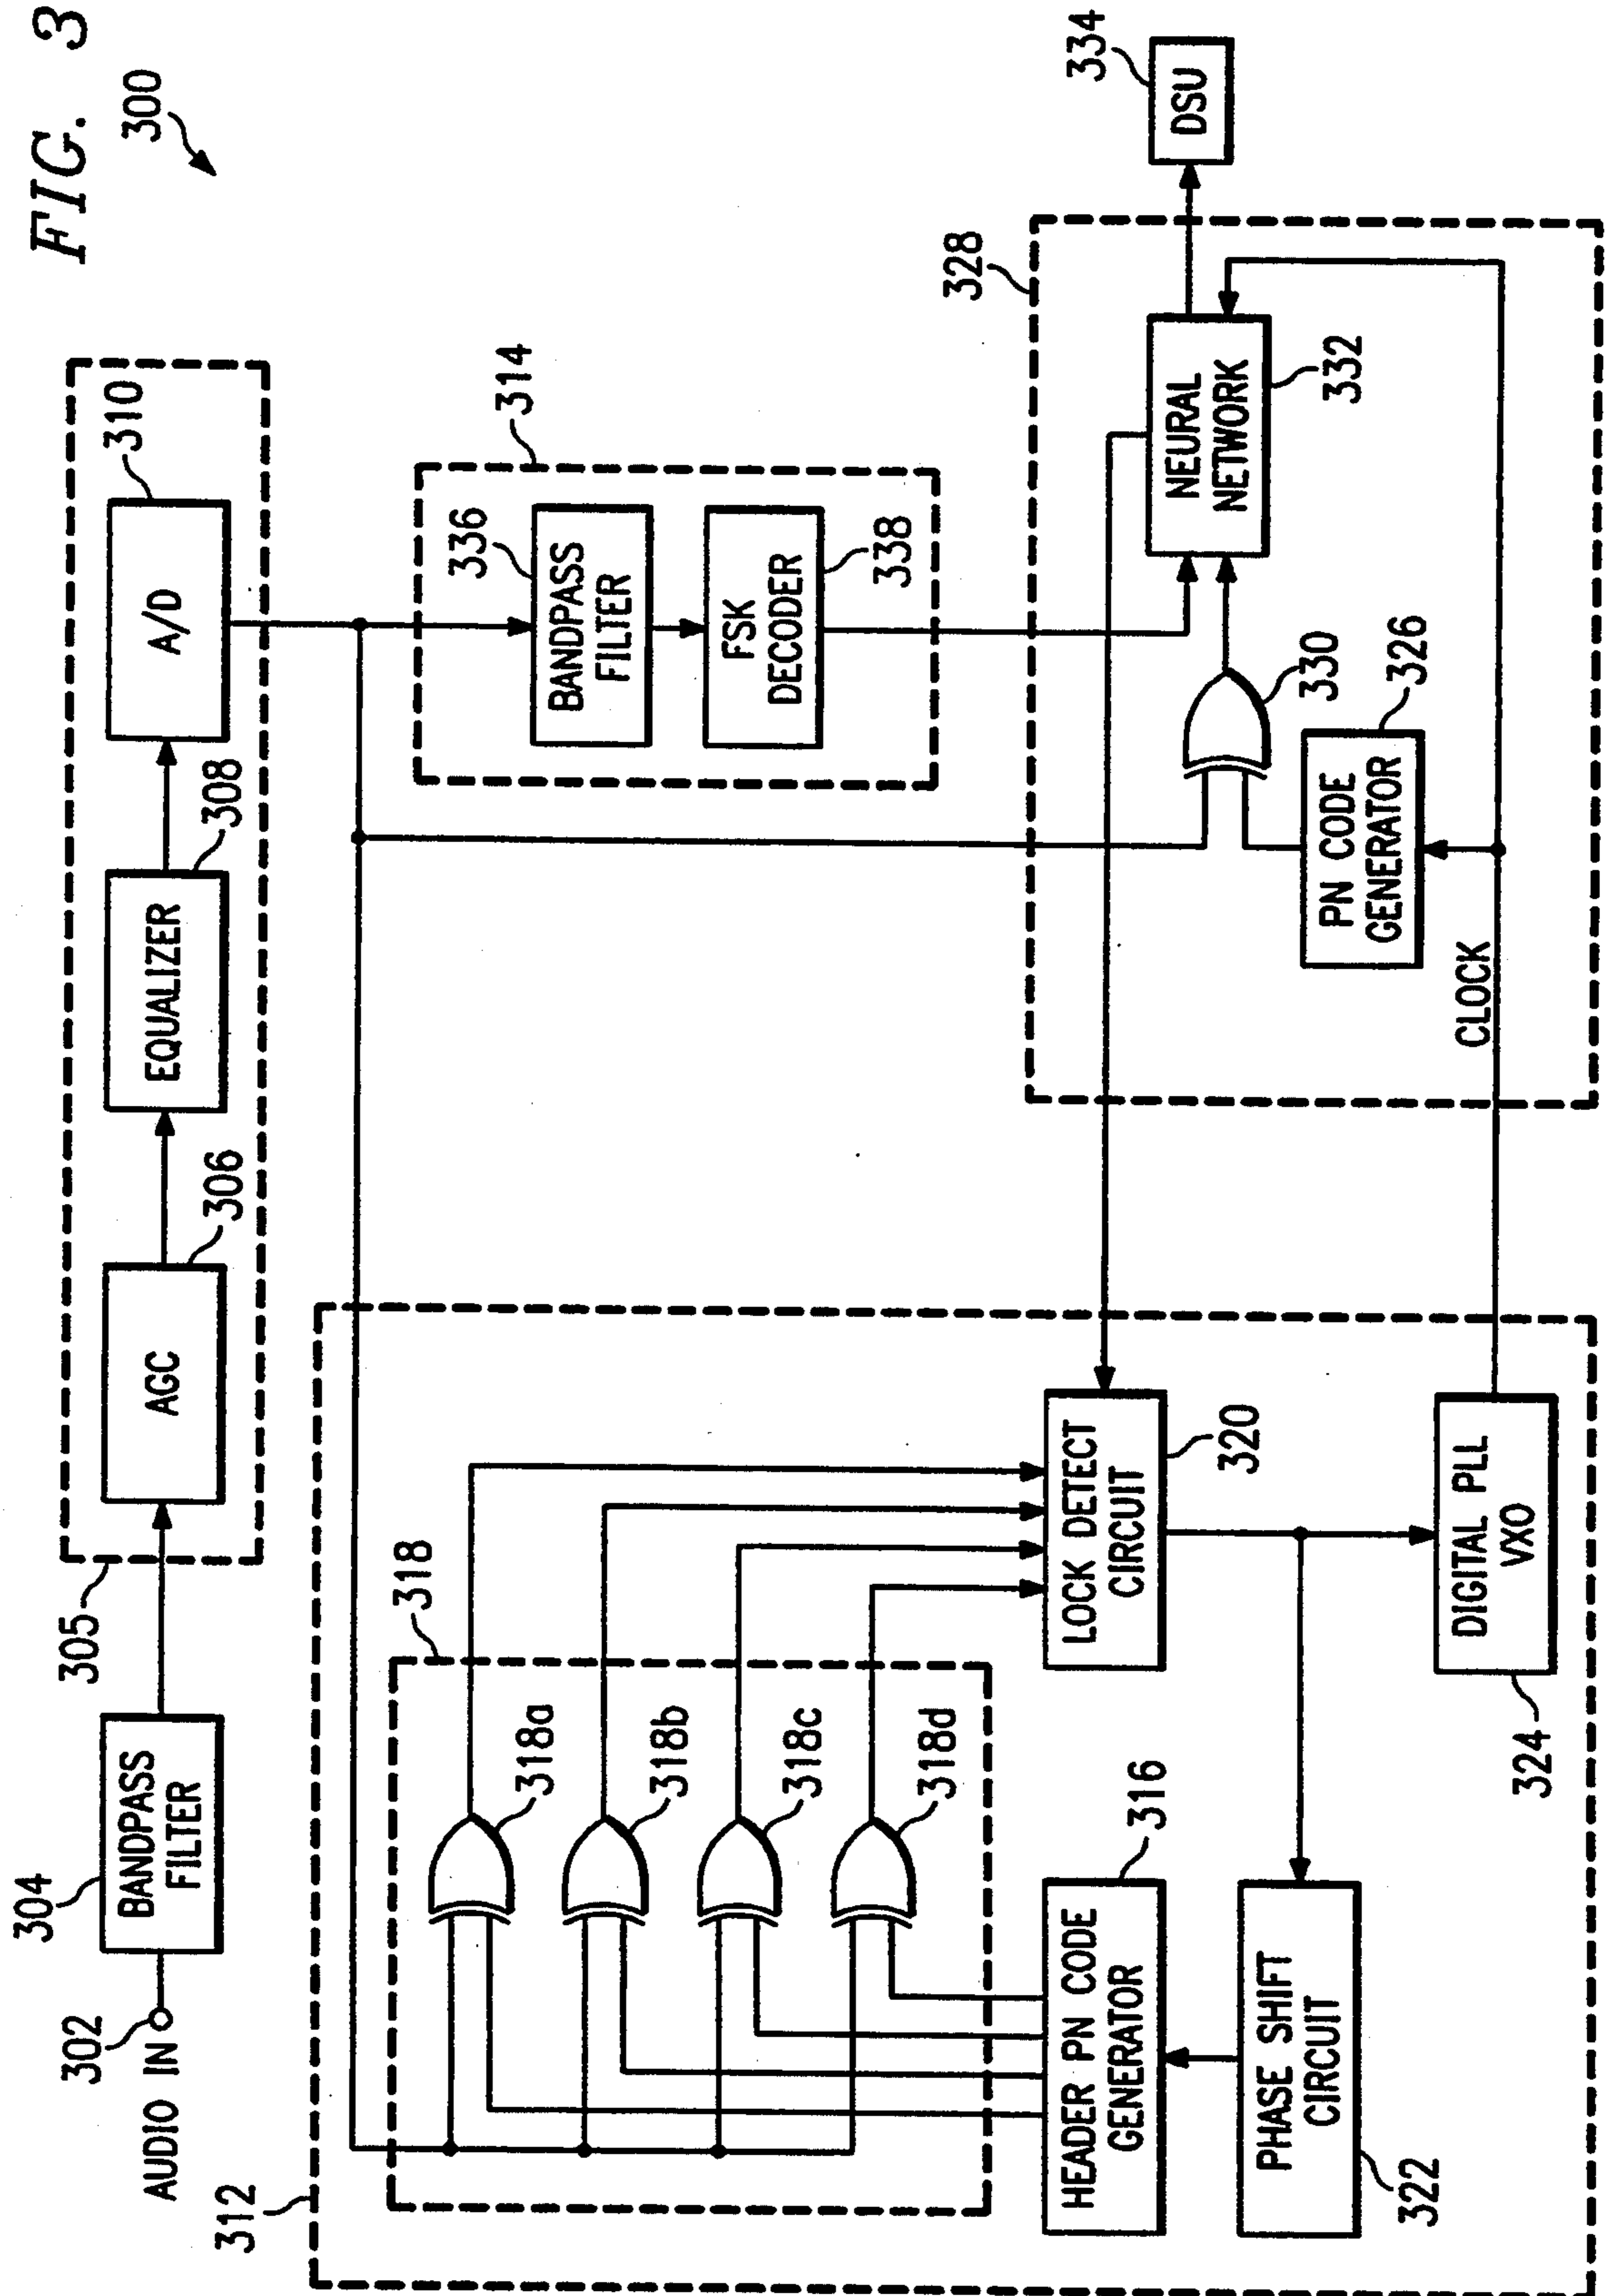 FIG. 3
300
302
AUDIO IN
304
BANDPASS
FILTER
305
AGC
306
EQUALIZER
308
A/D
310
312
314
336
BANDPASS
FILTER
FSK
DECODER
338
318
318a
318b
318c
318d
HEADER PN CODE
GENERATOR
316
LOCK DETECT
CIRCUIT
320
PHASE SHIFT
CIRCUIT
322
DIGITAL PLL
VXO
324
328
NEURAL
NETWORK
332
330
PN CODE
GENERATOR
326
CLOCK
DSU
334